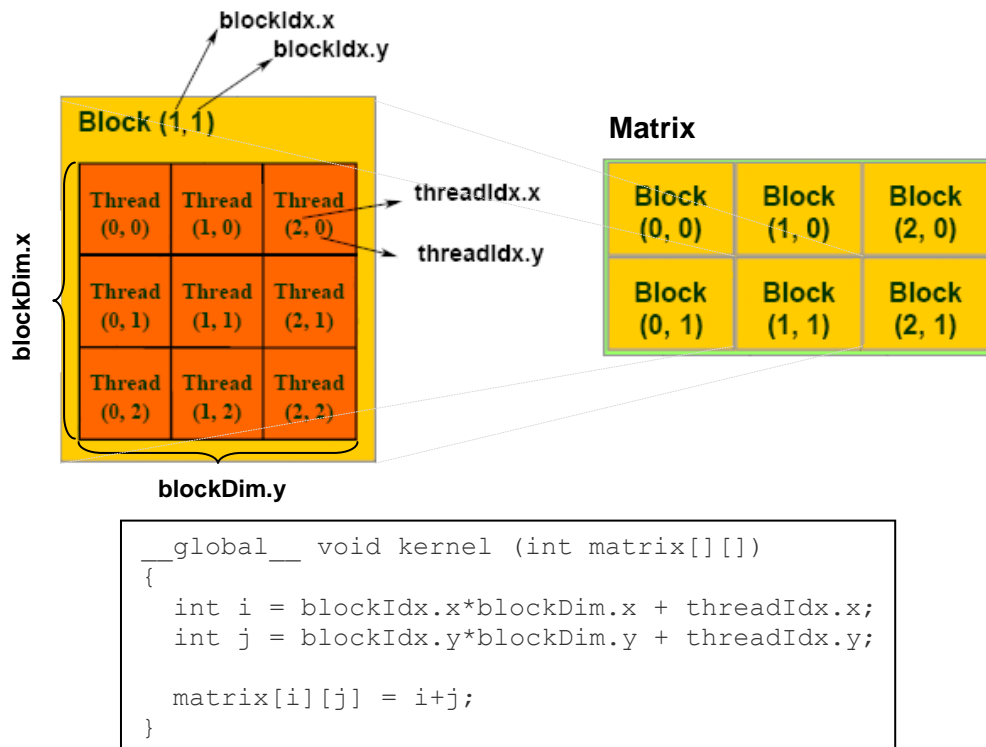 blockIdx.x
blockIdx.y
Block (1,1)
Thread (0, 0)
Thread (1, 0)
Thread (2, 0)
Thread (0, 1)
Thread (1, 1)
Thread (2, 1)
Thread (0, 2)
Thread (1, 2)
Thread (2, 2)
threadIdx.x
threadIdx.y
blockDim.x
blockDim.y
Matrix
Block (0, 0)
Block (1, 0)
Block (2, 0)
Block (0, 1)
Block (1, 1)
Block (2, 1)
__global__ void kernel (int matrix[][])
{
int i = blockIdx.x*blockDim.x + threadIdx.x;
int j = blockIdx.y*blockDim.y + threadIdx.y;
matrix[i][j] = i+j;
}